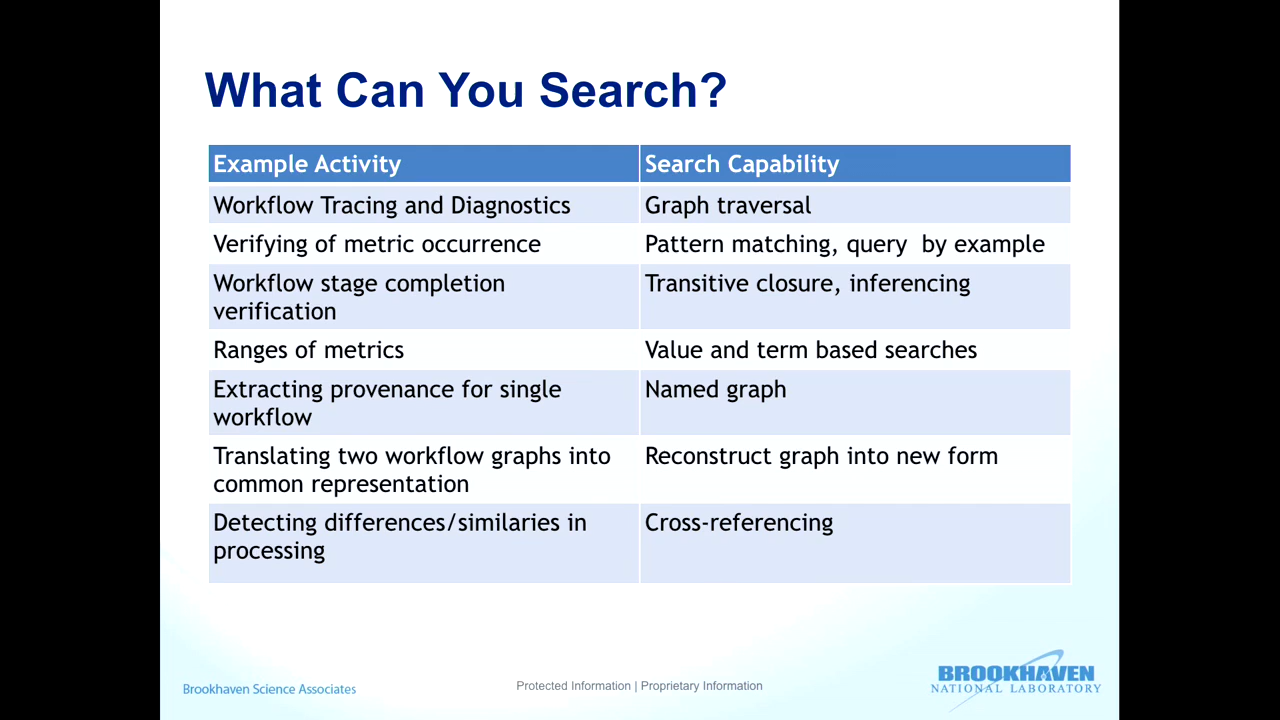 What Can You Search?
Example Activity
Search Capability
Workflow Tracing and Diagnostics
Graph traversal
Verifying of metric occurrence
Pattern matching, query  by example
Workflow stage completion
verification
Transitive closure, inferencing
Ranges of metrics
Value and term based searches
Extracting provenance for single
workflow
Named graph
Translating two workflow graphs into
common representation
Reconstruct graph into new form
Detecting differences/similaries in
processing
Cross-referencing
Brookhaven Science Associates
Protected Information | Proprietary Information
BROOKHAVEN
NATIONAL LABORATORY